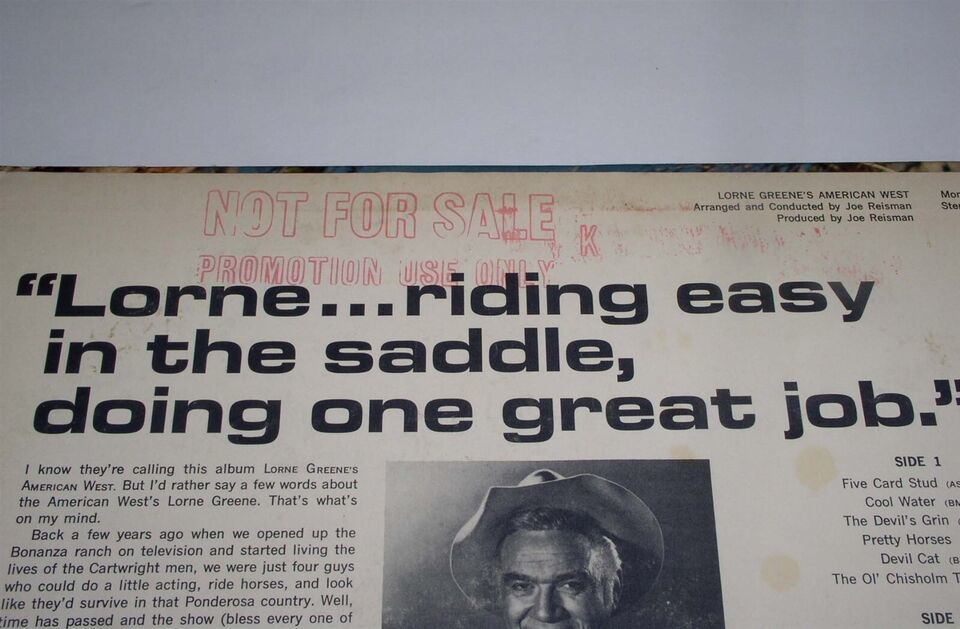 NOT FOR SALE
K
PROMOTION USE ONLY
LORNE GREENE'S AMERICAN WEST
Arranged and Conducted by Joe Reisman
Produced by Joe Reisman
Mon
Ster
"Lorne...riding easy
in the saddle,
doing one great job."
I know they're calling this album LORNE GREENE'S
AMERICAN WEST. But I'd rather say a few words about
the American West's Lorne Greene. That's what's
on my mind.
Back a few years ago when we opened up the
Bonanza ranch on television and started living the
lives of the Cartwright men, we were just four guys
who could do a little acting, ride horses, and look
like they'd survive in that Ponderosa country. Well,
time has passed and the show (bless every one of
SIDE 1
Five Card Stud (AS
Cool Water (BM
The Devil's Grin (
Pretty Horses
Devil Cat (B
The Ol' Chisholm T
SIDE